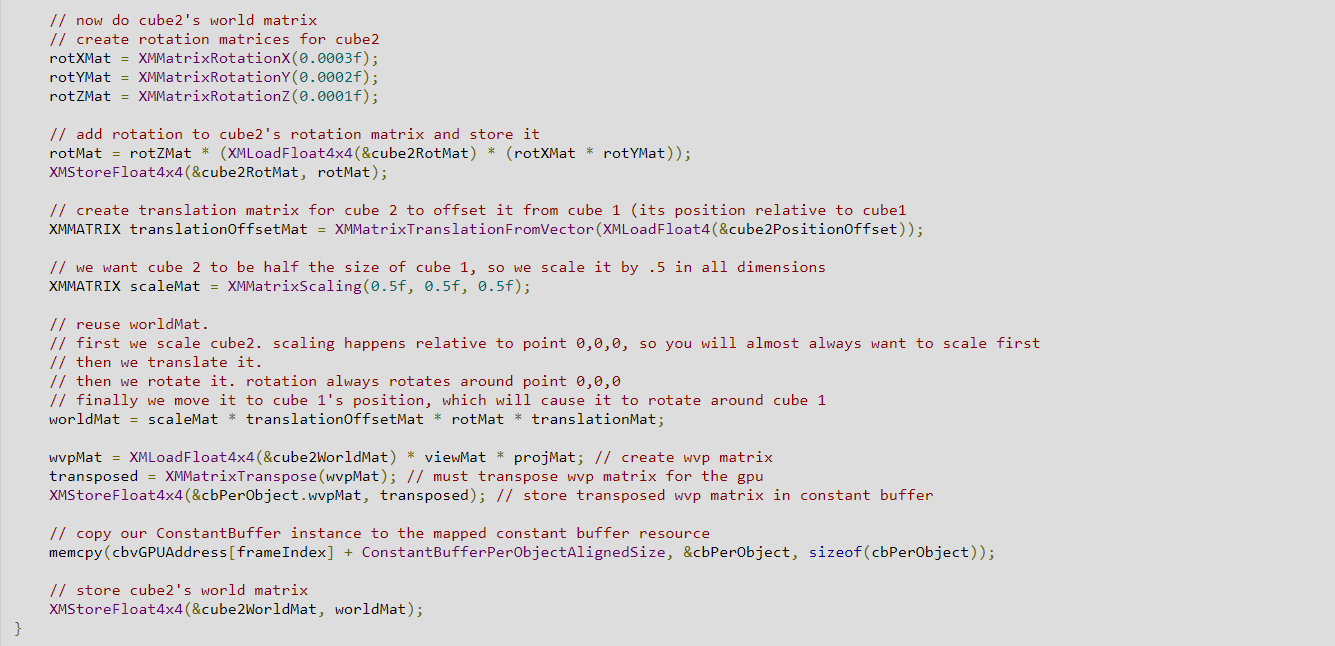 // now do cube2's world matrix
// create rotation matrices for cube2
rotXMat = XMMatrixRotationX(0.0003f);
rotYMat = XMMatrixRotationY(0.0002f);
rotZMat = XMMatrixRotationZ(0.0001f);
// add rotation to cube2's rotation matrix and store it
rotMat = rotZMat * (XMLoadFloat4x4(&cube2RotMat) * (rotXMat * rotYMat));
XMStoreFloat4x4(&cube2RotMat, rotMat);
// create translation matrix for cube 2 to offset it from cube 1 (its position relative to cube1
XMMATRIX translationOffsetMat = XMMatrixTranslationFromVector(XMLoadFloat4(&cube2PositionOffset));
// we want cube 2 to be half the size of cube 1, so we scale it by .5 in all dimensions
XMMATRIX scaleMat = XMMatrixScaling(0.5f, 0.5f, 0.5f);
// reuse worldMat.
// first we scale cube2. scaling happens relative to point 0,0,0, so you will almost always want to scale first
// then we translate it.
// then we rotate it. rotation always rotates around point 0,0,0
// finally we move it to cube 1's position, which will cause it to rotate around cube 1
worldMat = scaleMat * translationOffsetMat * rotMat * translationMat;
wvpMat = XMLoadFloat4x4(&cube2WorldMat) * viewMat * projMat; // create wvp matrix
transposed = XMMatrixTranspose(wvpMat); // must transpose wvp matrix for the gpu
XMStoreFloat4x4(&cbPerObject.wvpMat, transposed); // store transposed wvp matrix in constant buffer
// copy our ConstantBuffer instance to the mapped constant buffer resource
memcpy(cbvGPUAddress[frameIndex] + ConstantBufferPerObjectAlignedSize, &cbPerObject, sizeof(cbPerObject));
// store cube2's world matrix
XMStoreFloat4x4(&cube2WorldMat, worldMat);
}